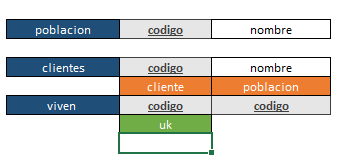 poblacion codigo nombre
clientes codigo nombre
cliente poblacion
viven codigo codigo
uk